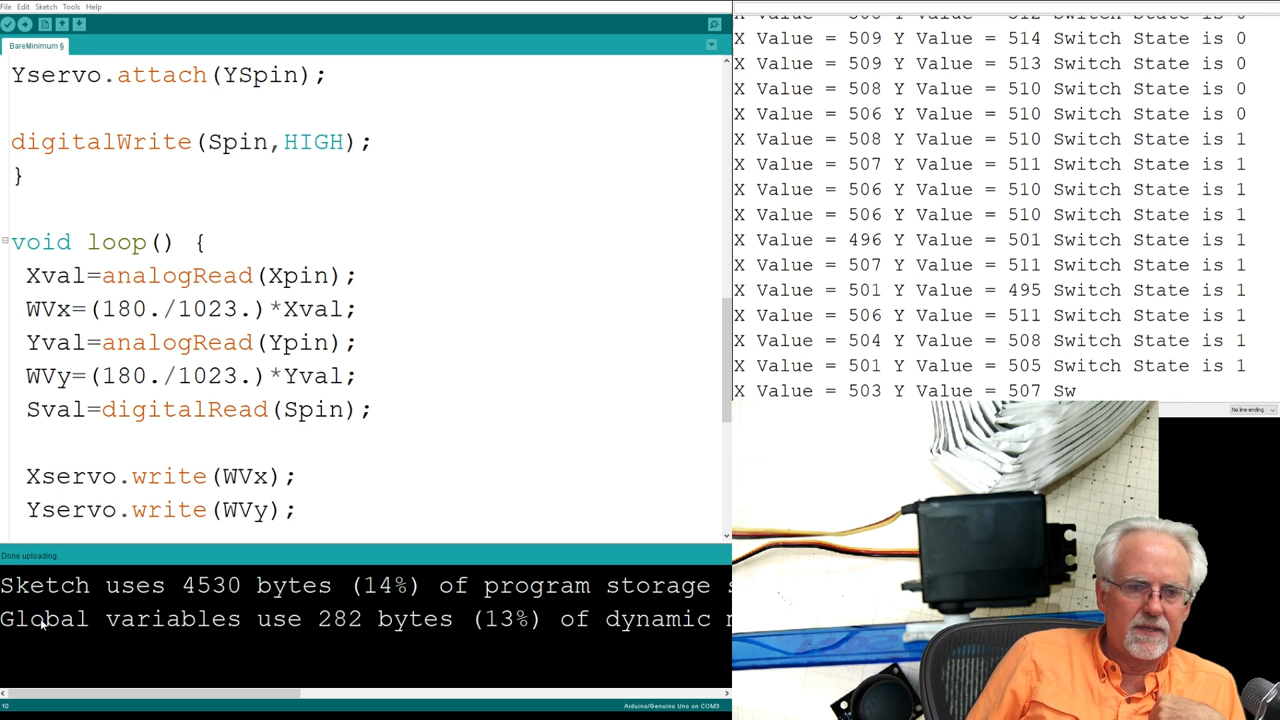 File Edit Sketch Tools Help
BareMinimum §
Yservo.attach(YSpin);
digitalWrite(Spin,HIGH);
}
void loop() {
Xval=analogRead(Xpin);
WVx=(180./1023.)*Xval;
Yval=analogRead(Ypin);
WVy=(180./1023.)*Yval;
Sval=digitalRead(Spin);
Xservo.write(WVx);
Yservo.write(WVy);
Done uploading.
Sketch uses 4530 bytes (14%) of program storage
Global variables use 282 bytes (13%) of dynamic
10
Arduino/Genuino Uno on COM3
X Value = 509 Y Value = 514 Switch State is 0
X Value = 509 Y Value = 513 Switch State is 0
X Value = 508 Y Value = 510 Switch State is 0
X Value = 506 Y Value = 510 Switch State is 0
X Value = 508 Y Value = 510 Switch State is 1
X Value = 507 Y Value = 511 Switch State is 1
X Value = 506 Y Value = 510 Switch State is 1
X Value = 506 Y Value = 510 Switch State is 1
X Value = 496 Y Value = 501 Switch State is 1
X Value = 507 Y Value = 511 Switch State is 1
X Value = 501 Y Value = 495 Switch State is 1
X Value = 506 Y Value = 511 Switch State is 1
X Value = 504 Y Value = 508 Switch State is 1
X Value = 501 Y Value = 505 Switch State is 1
X Value = 503 Y Value = 507 Sw
No line ending